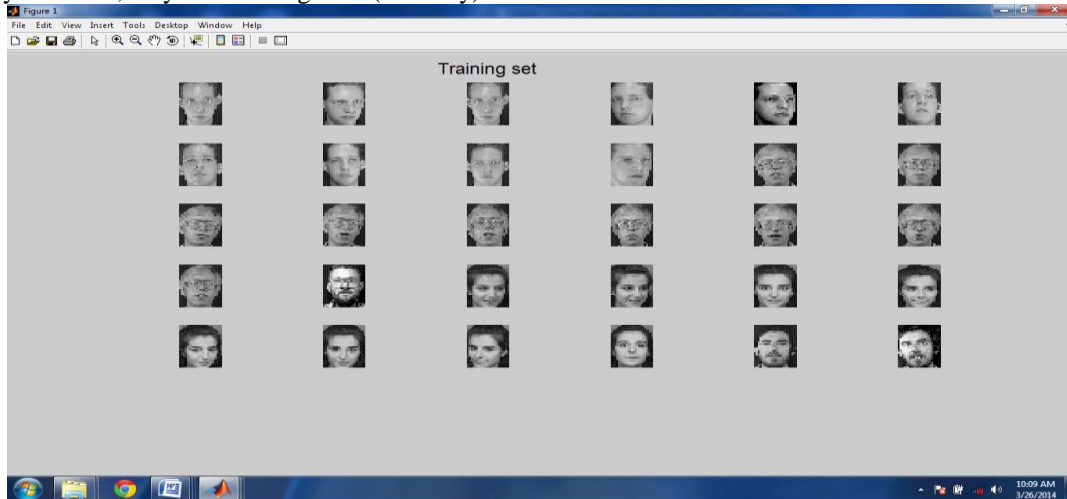 Figure 1
File Edit View Insert Tools Desktop Window Help
Training set
10:09 AM
3/26/2014